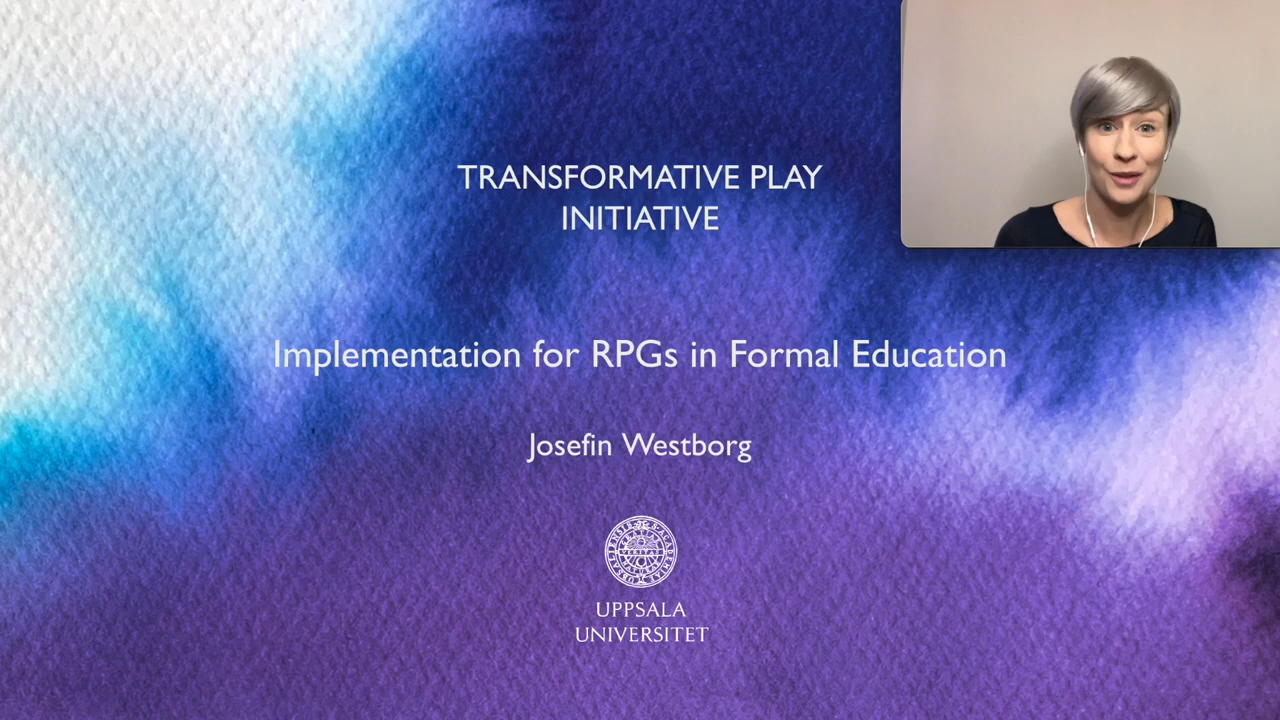 TRANSFORMATIVE PLAY
INITIATIVE
Implementation for RPGs in Formal Education
Josefin Westborg
UPPSALA
UNIVERSITET